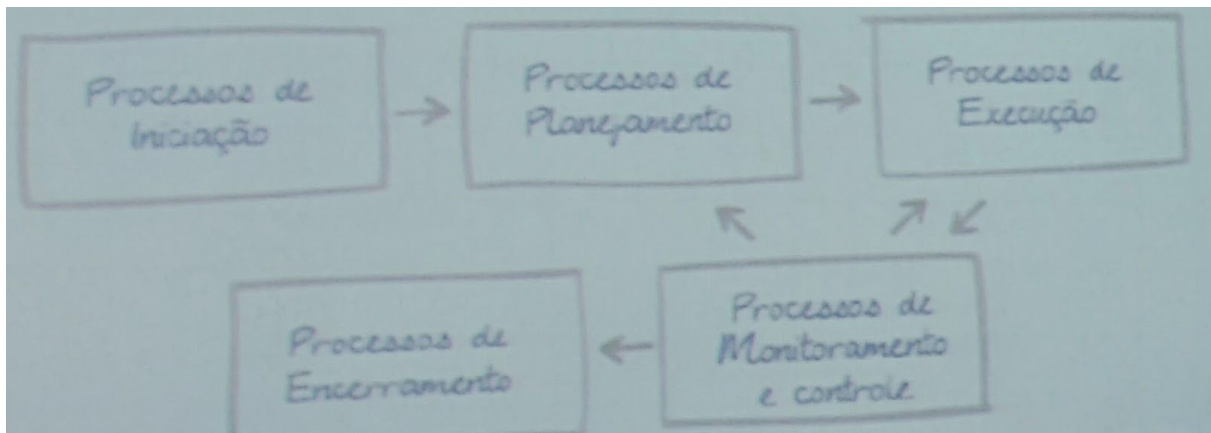 Processos de
Iniciação
Processos de
Planejamento
Processos de
Execução
Processos de
Encerramento
Processos de
Monitoramento
e controle